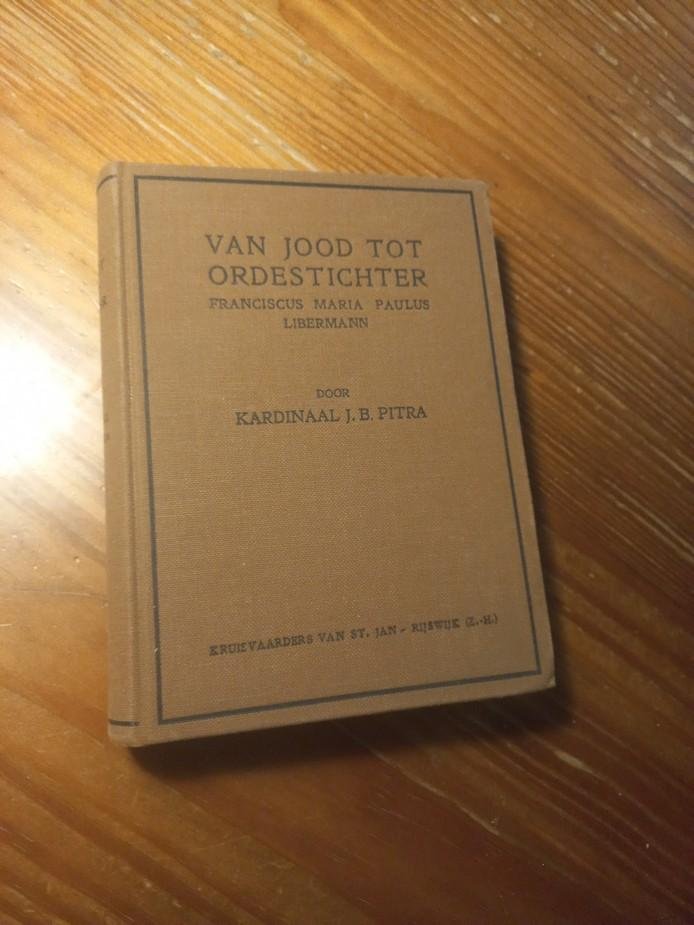 VAN JOOD TOT
ORDESTICHTER
FRANCISCUS MARIA PAULUS
LIBERMANN
DOOR
KARDINAAL J. B. PITRA
KRUISVAARDERS VAN ST. JAN - RIJSWIJK (Z.-H.)